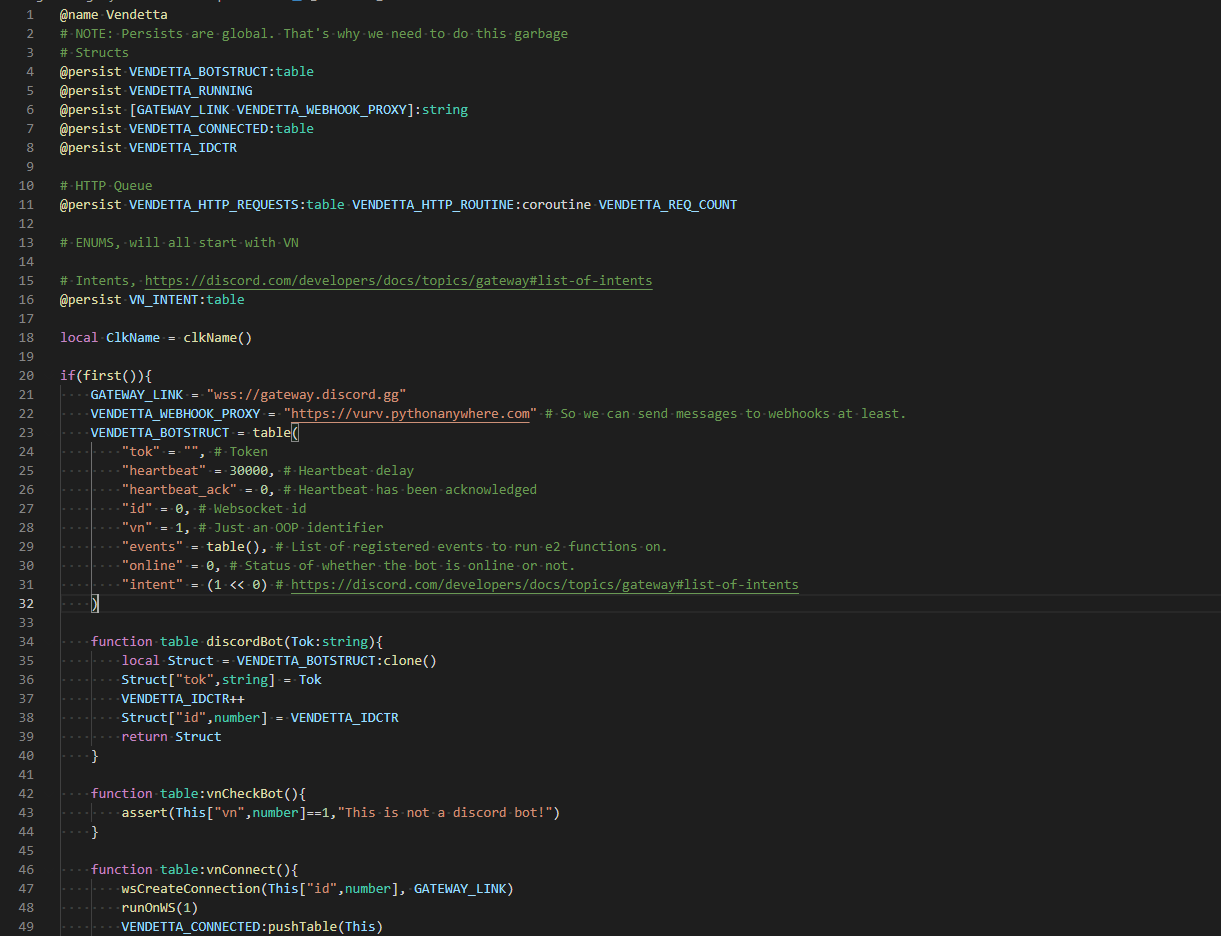 1 @name Vendetta
2 # NOTE: Persists are global. That's why we need to do this garbage
3 # Structs
4 @persist VENDETTA_BOTSTRUCT:table
5 @persist VENDETTA_RUNNING
6 @persist [GATEWAY_LINK VENDETTA_WEBHOOK_PROXY]:string
7 @persist VENDETTA_CONNECTED:table
8 @persist VENDETTA_IDCTR
9
10 # HTTP Queue
11 @persist VENDETTA_HTTP_REQUESTS:table VENDETTA_HTTP_ROUTINE:coroutine VENDETTA_REQ_COUNT
12
13 # ENUMS, will all start with VN
14
15 # Intents, https://discord.com/developers/docs/topics/gateway#list-of-intents
16 @persist VN_INTENT:table
17
18 local ClkName = clkName()
19
20 if(first()){
21     GATEWAY_LINK = "wss://gateway.discord.gg"
22     VENDETTA_WEBHOOK_PROXY = "https://vurv.pythonanywhere.com" # So we can send messages to webhooks at least.
23     VENDETTA_BOTSTRUCT = table(
24         "tok" = "", # Token
25         "heartbeat" = 30000, # Heartbeat delay
26         "heartbeat_ack" = 0, # Heartbeat has been acknowledged
27         "id" = 0, # Websocket id
28         "vn" = 1, # Just an OOP identifier
29         "events" = table(), # List of registered events to run e2 functions on.
30         "online" = 0, # Status of whether the bot is online or not.
31         "intent" = (1 << 0) # https://discord.com/developers/docs/topics/gateway#list-of-intents
32     )
33
34     function table discordBot(Tok:string){
35         local Struct = VENDETTA_BOTSTRUCT:clone()
36         Struct["tok",string] = Tok
37         VENDETTA_IDCTR++
38         Struct["id",number] = VENDETTA_IDCTR
39         return Struct
40     }
41
42     function table:vnCheckBot(){
43         assert(This["vn",number]==1,"This is not a discord bot!")
44     }
45
46     function table:vnConnect(){
47         wsCreateConnection(This["id",number], GATEWAY_LINK)
48         runOnWS(1)
49         VENDETTA_CONNECTED:pushTable(This)